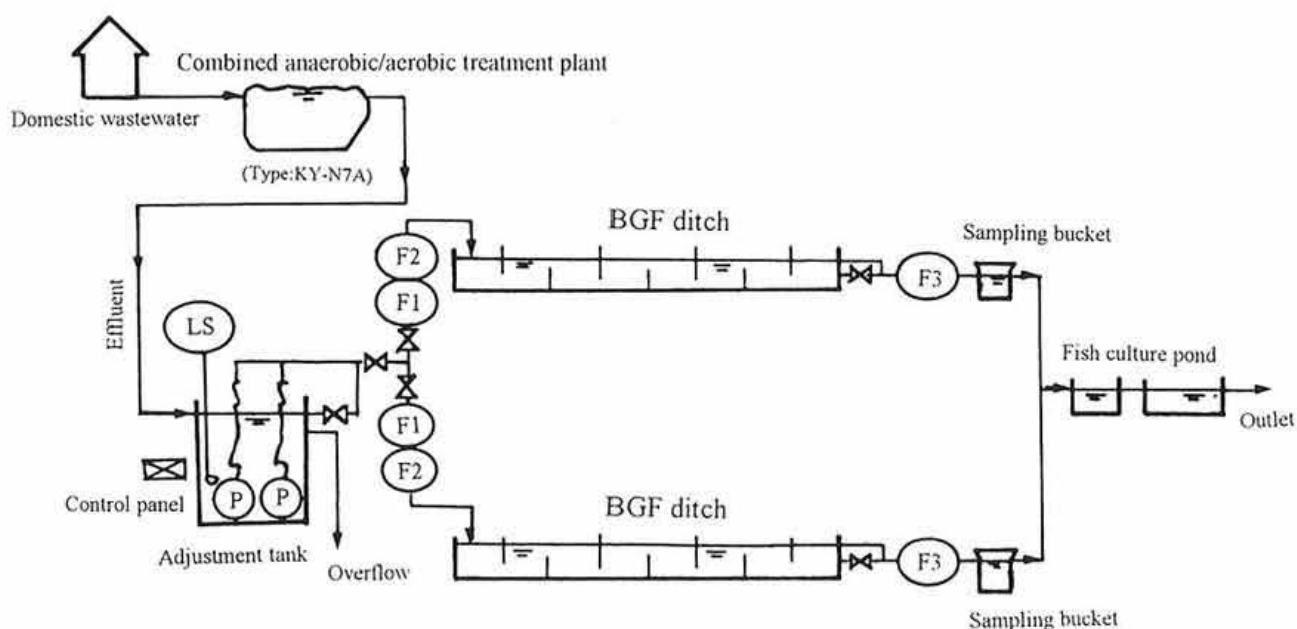 Combined anaerobic/aerobic treatment plant
Domestic wastewater
(Type:KY-N7A)
BGF ditch
Sampling bucket
F2
F1
F3
Effluent
LS
Fish culture pond
F1
Outlet
F2
P
P
Control panel
BGF ditch
Adjustment tank
Overflow
F3
Sampling bucket